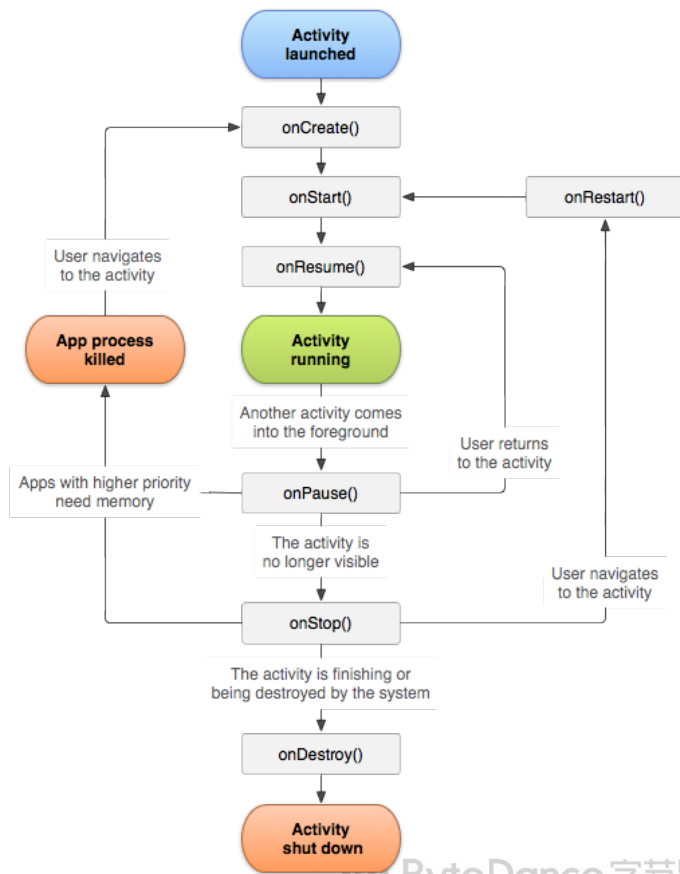 Activity
launched
onCreate()
onStart()
onRestart()
User navigates
to the activity
onResume()
App process
killed
Activity
running
Another activity comes
into the foreground
User returns
to the activity
Apps with higher priority
need memory
onPause()
The activity is
no longer visible
User navigates
to the activity
onStop()
The activity is finishing or
being destroyed by the system
onDestroy()
Activity
shut down
ByteDance 字节